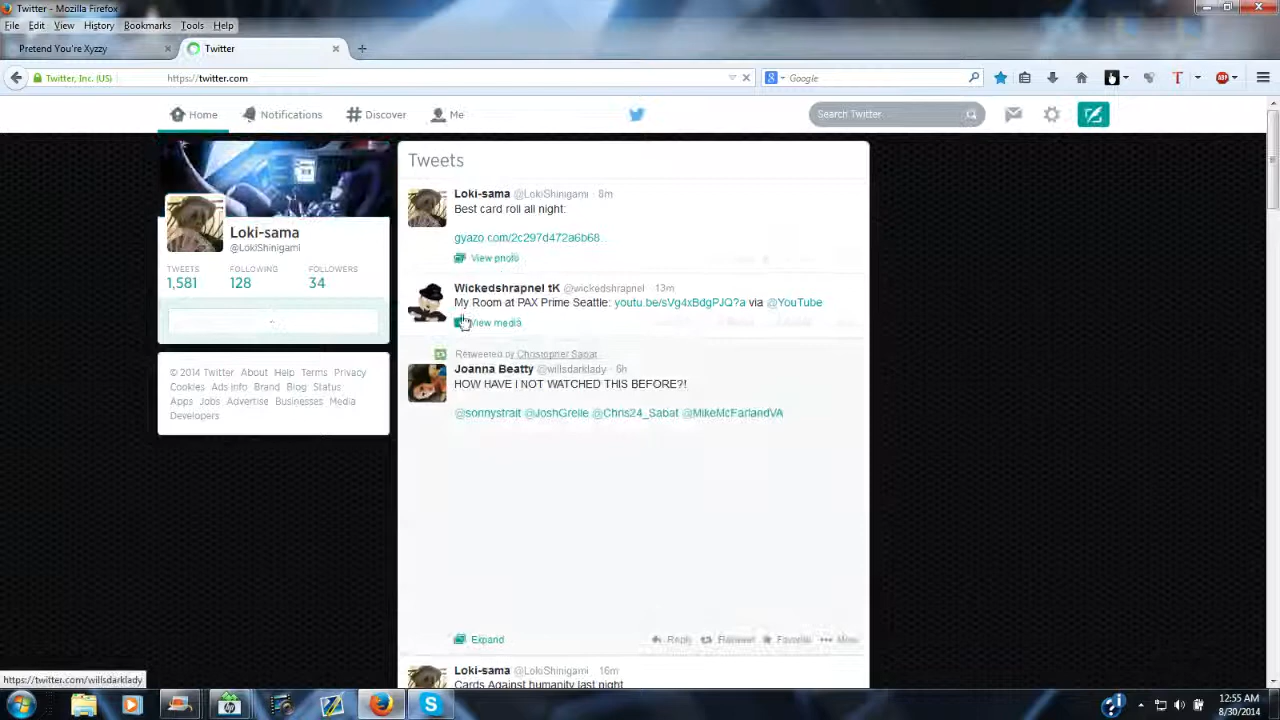 Twitter - Mozilla Firefox
File Edit View History Bookmarks Tools Help
Pretend You're Xyzzy
Twitter
Twitter, Inc. (US)
https://twitter.com
Google
Home Notifications Discover Me
Search Twitter
Loki-sama
@LokiShinigami
TWEETS FOLLOWING FOLLOWERS
1,581 128 34
© 2014 Twitter About Help Terms Privacy
Cookies Ads info Brand Blog Status
Apps Jobs Advertise Businesses Media
Developers
Tweets
Loki-sama @LokiShinigami · 8m
Best card roll all night:
gyazo.com/2c297d472a6b68...
View photo
Wickedshrapnel tK @wickedshrapnel · 13m
My Room at PAX Prime Seattle: youtu.be/sVg4xBdgPJQ?a via @YouTube
View media
Retweeted by Christopher Sabat
Joanna Beatty @willsdarklady · 6h
HOW HAVE I NOT WATCHED THIS BEFORE?!
@sonnystrait @JoshGrelle @Chris24_Sabat @MikeMcFarlandVA
Expand Reply Retweet Favorite More
Loki-sama @LokiShinigami · 16m
Cards Against humanity last night
https://twitter.com/willsdarklady
12:55 AM
8/30/2014